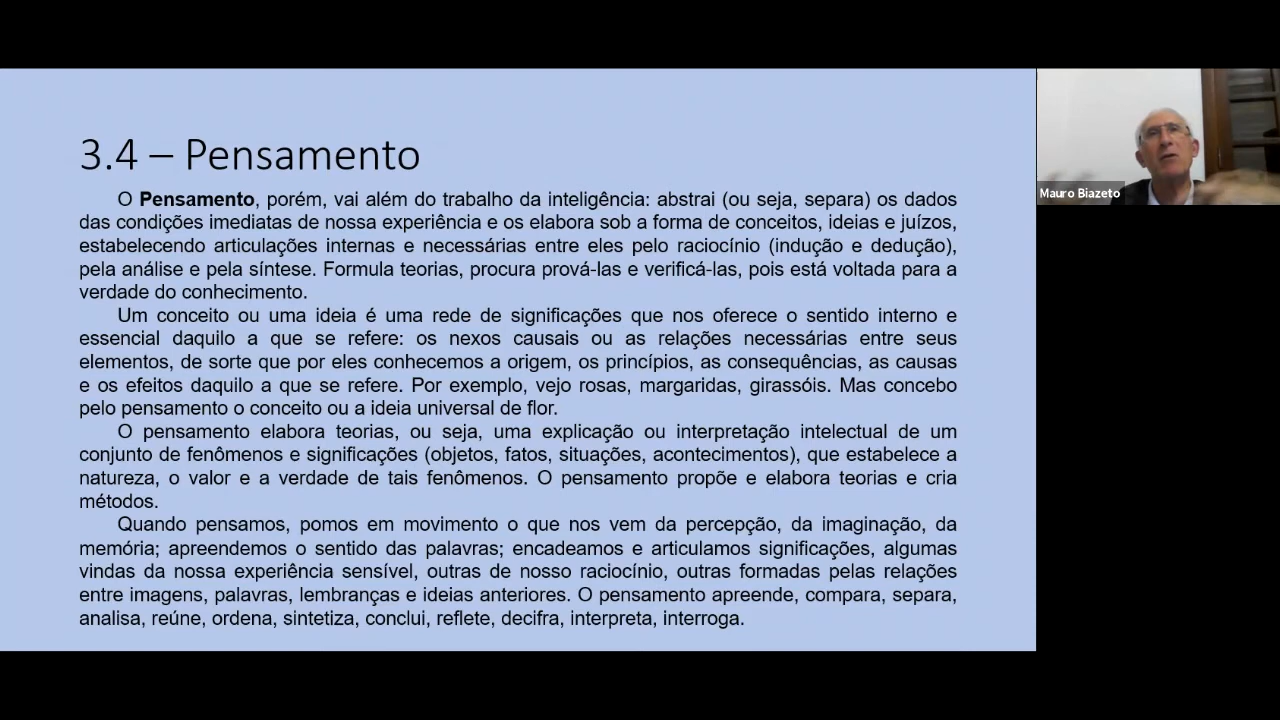 3.4 – Pensamento
O Pensamento, porém, vai além do trabalho da inteligência: abstrai (ou seja, separa) os dados
das condições imediatas de nossa experiência e os elabora sob a forma de conceitos, ideias e juízos,
estabelecendo articulações internas e necessárias entre eles pelo raciocínio (indução e dedução),
pela análise e pela síntese. Formula teorias, procura prová-las e verificá-las, pois está voltada para a
verdade do conhecimento.
Um conceito ou uma ideia é uma rede de significações que nos oferece o sentido interno e
essencial daquilo a que se refere: os nexos causais ou as relações necessárias entre seus
elementos, de sorte que por eles conhecemos a origem, os princípios, as consequências, as causas
e os efeitos daquilo a que se refere. Por exemplo, vejo rosas, margaridas, girassóis. Mas concebo
pelo pensamento o conceito ou a ideia universal de flor.
O pensamento elabora teorias, ou seja, uma explicação ou interpretação intelectual de um
conjunto de fenômenos e significações (objetos, fatos, situações, acontecimentos), que estabelece a
natureza, o valor e a verdade de tais fenômenos. O pensamento propõe e elabora teorias e cria
métodos.
Quando pensamos, pomos em movimento o que nos vem da percepção, da imaginação, da
memória; apreendemos o sentido das palavras; encadeamos e articulamos significações, algumas
vindas da nossa experiência sensível, outras de nosso raciocínio, outras formadas pelas relações
entre imagens, palavras, lembranças e ideias anteriores. O pensamento apreende, compara, separa,
analisa, reúne, ordena, sintetiza, conclui, reflete, decifra, interpreta, interroga.
Mauro Biazeto